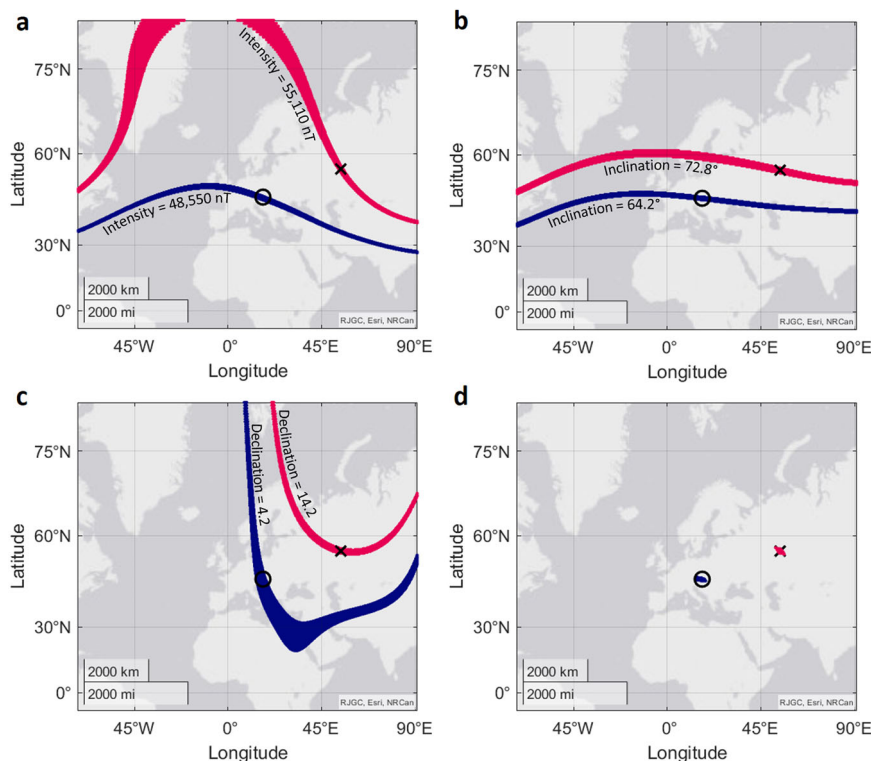 a
75°N
60°N
30°N
0°
Latitude
Intensity = 55,110 nT
Intensity = 48,550 nT
2000 km
2000 mi
RJGC, Esri, NRCan
45°W
0°
45°E
90°E
Longitude
b
75°N
60°N
30°N
0°
Latitude
Inclination = 72.8°
Inclination = 64.2°
2000 km
2000 mi
RJGC, Esri, NRCan
45°W
0°
45°E
90°E
Longitude
c
75°N
60°N
30°N
0°
Latitude
Declination = 4.2
Declination = 14.2
2000 km
2000 mi
RJGC, Esri, NRCan
45°W
0°
45°E
90°E
Longitude
d
75°N
60°N
30°N
0°
Latitude
2000 km
2000 mi
RJGC, Esri, NRCan
45°W
0°
45°E
90°E
Longitude